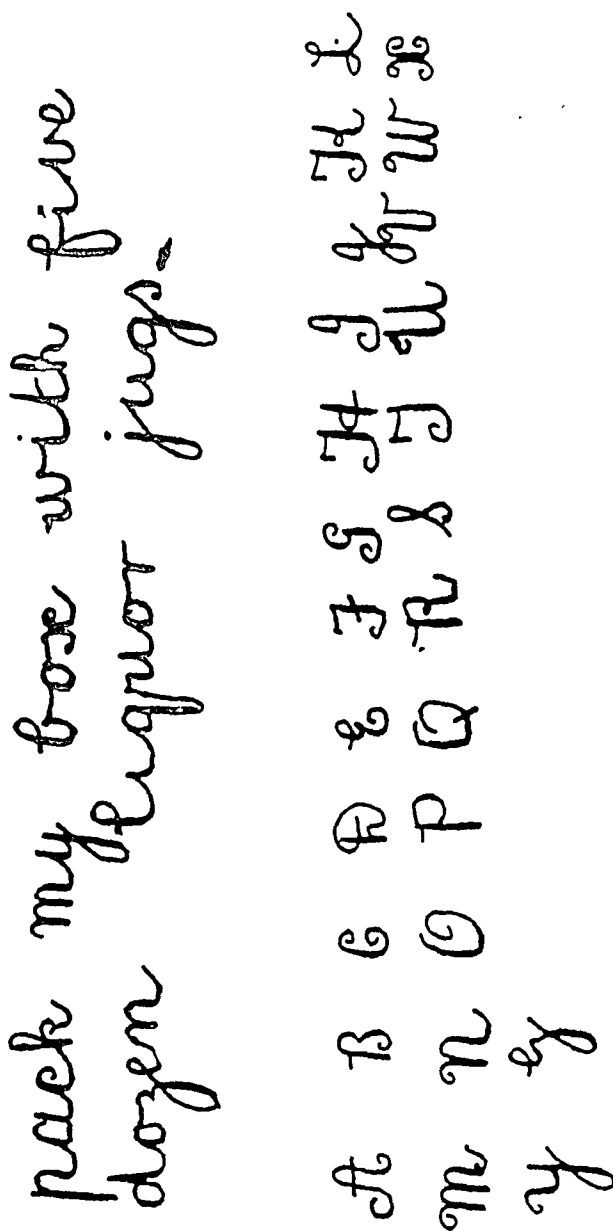 pack my box with five
dozen liquor jugs.
A B C D E F G H I J K L
M N O P Q R S T U V W X
Y Z